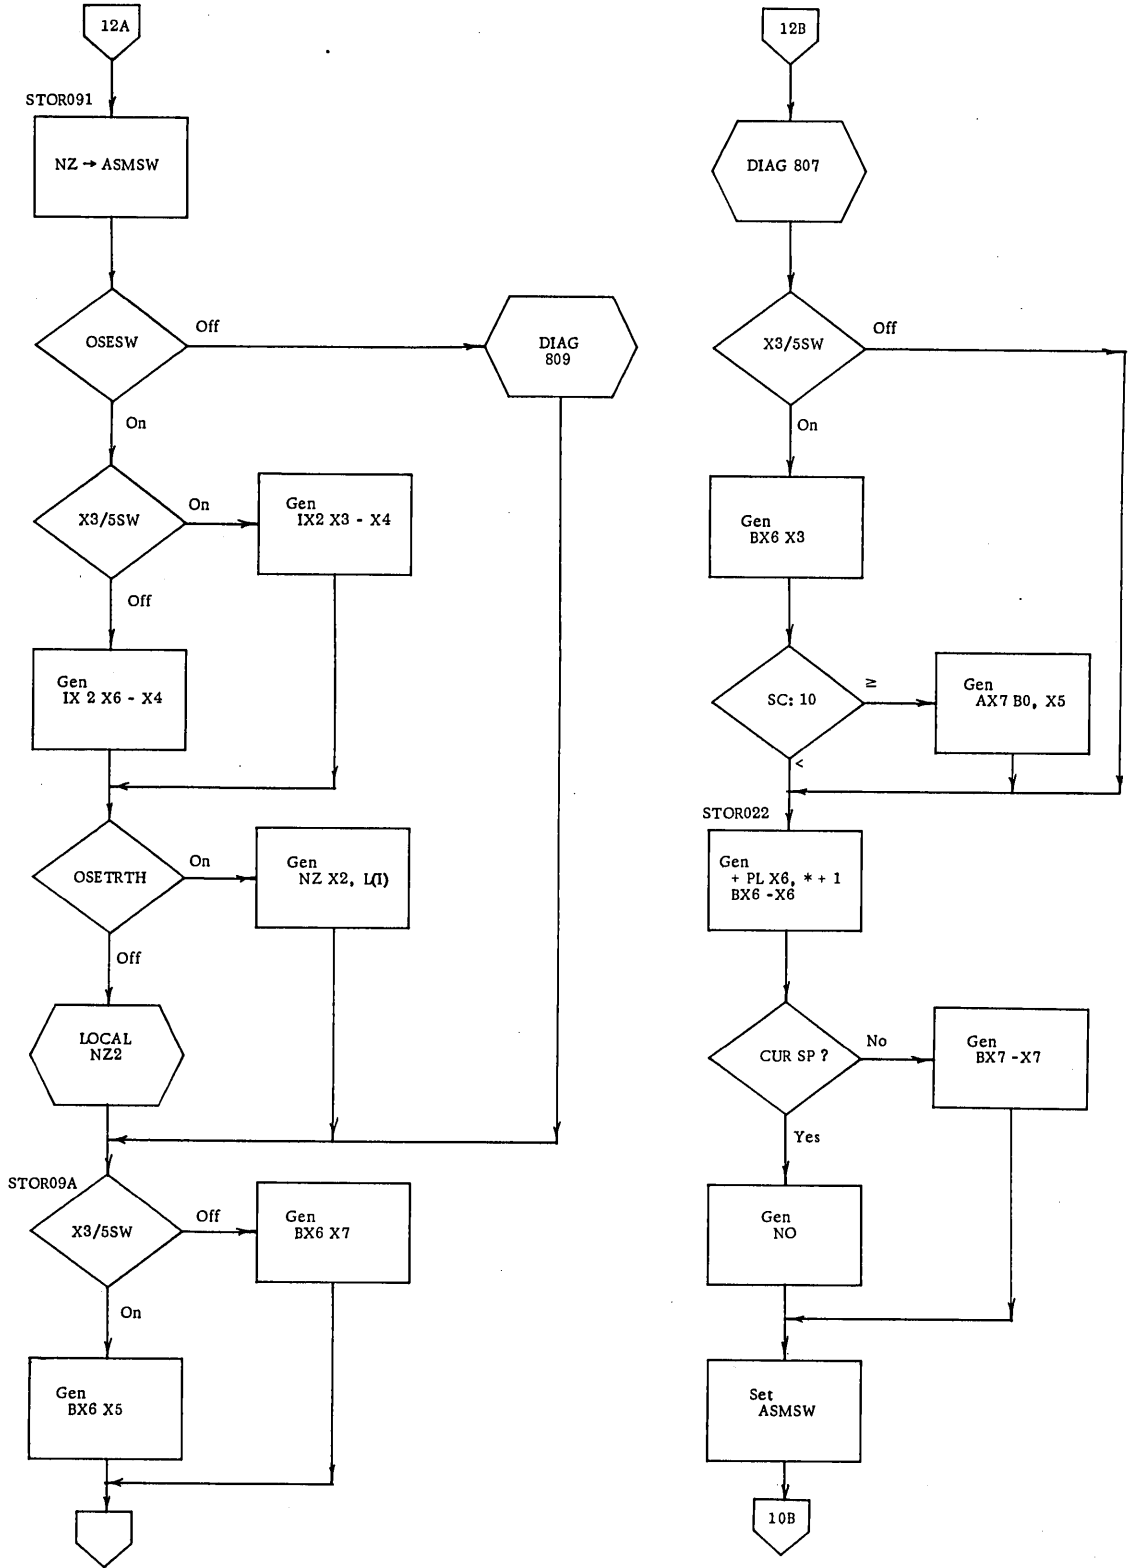 12A
STOR091
NZ → ASMSW
OSESW
Off
DIAG
809
On
X3/5SW
On
Gen
IX2 X3 - X4
Off
Gen
IX 2 X6 - X4
OSETRTH
On
Gen
NZ X2, L(I)
Off
LOCAL
NZ2
STOR09A
X3/5SW
Off
Gen
BX6 X7
On
Gen
BX6 X5
12B
DIAG 807
X3/5SW
Off
On
Gen
BX6 X3
SC: 10
≥
Gen
AX7 B0, X5
<
STOR022
Gen
+ PL X6, * + 1
BX6 -X6
CUR SP ?
No
Gen
BX7 -X7
Yes
Gen
NO
Set
ASMSW
10B